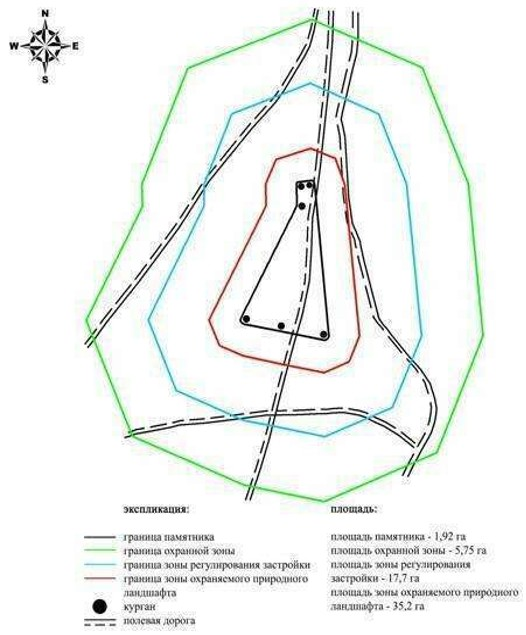 N
W E
S
экспликация:
граница памятника
граница охранной зоны
граница зоны регулирования застройки
граница зоны охраняемого природного
ландшафта
курган
полевая дорога
площадь:
площадь памятника - 1,92 га
площадь охранной зоны - 5,75 га
площадь зоны регулирования
застройки - 17,7 га
площадь зоны охраняемого природного
ландшафта - 35,2 га